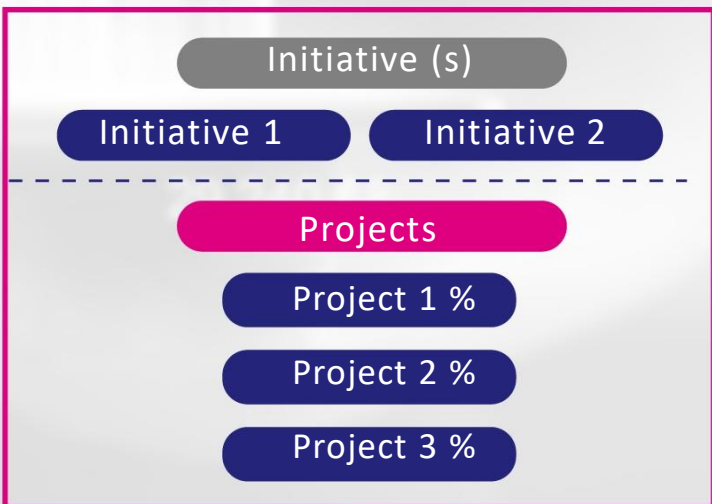 Initiative (s)
Initiative 1 Initiative 2
Projects
Project 1 %
Project 2 %
Project 3 %